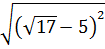 √((√17 − 5)²)